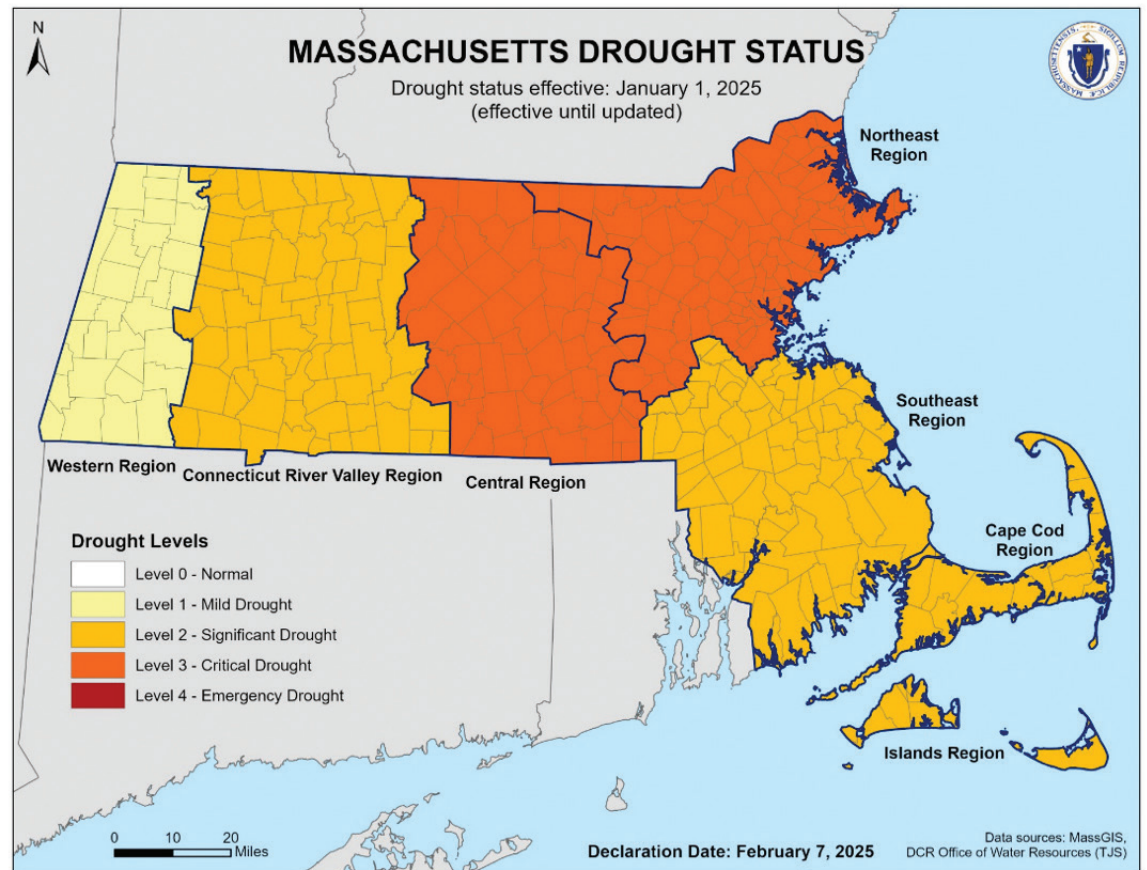 N
MASSACHUSETTS DROUGHT STATUS
Drought status effective: January 1, 2025
(effective until updated)
Northeast
Region
Southeast
Region
Western Region
Connecticut River Valley Region
Central Region
Cape Cod
Region
Islands Region
Drought Levels
Level 0 - Normal
Level 1 - Mild Drought
Level 2 - Significant Drought
Level 3 - Critical Drought
Level 4 - Emergency Drought
0 10 20
Miles
Declaration Date: February 7, 2025
Data sources: MassGIS,
DCR Office of Water Resources (TJS)